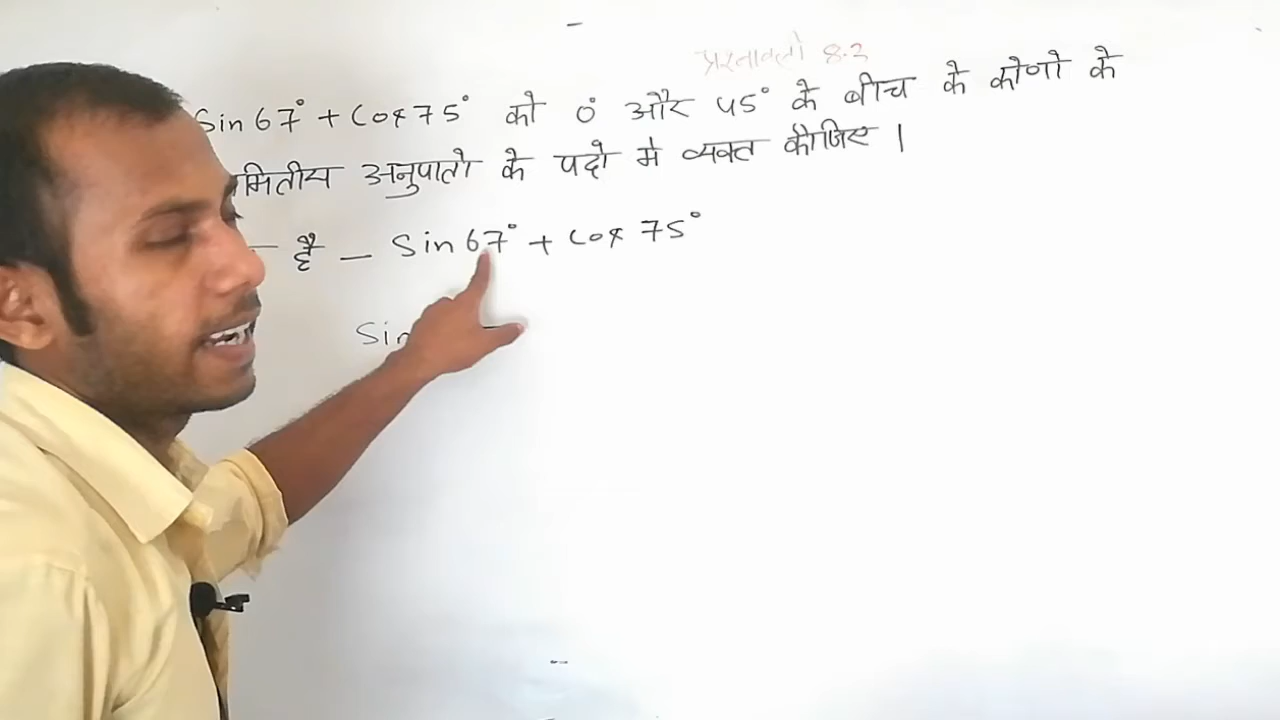 प्रश्नावली 8.3
Sin 67° + Cos 75° को 0° और 45° के बीच के कोणो के
मितीय अनुपातो के पदो मे व्यक्त कीजिए ।
है — Sin 67° + Cos 75°
Sin